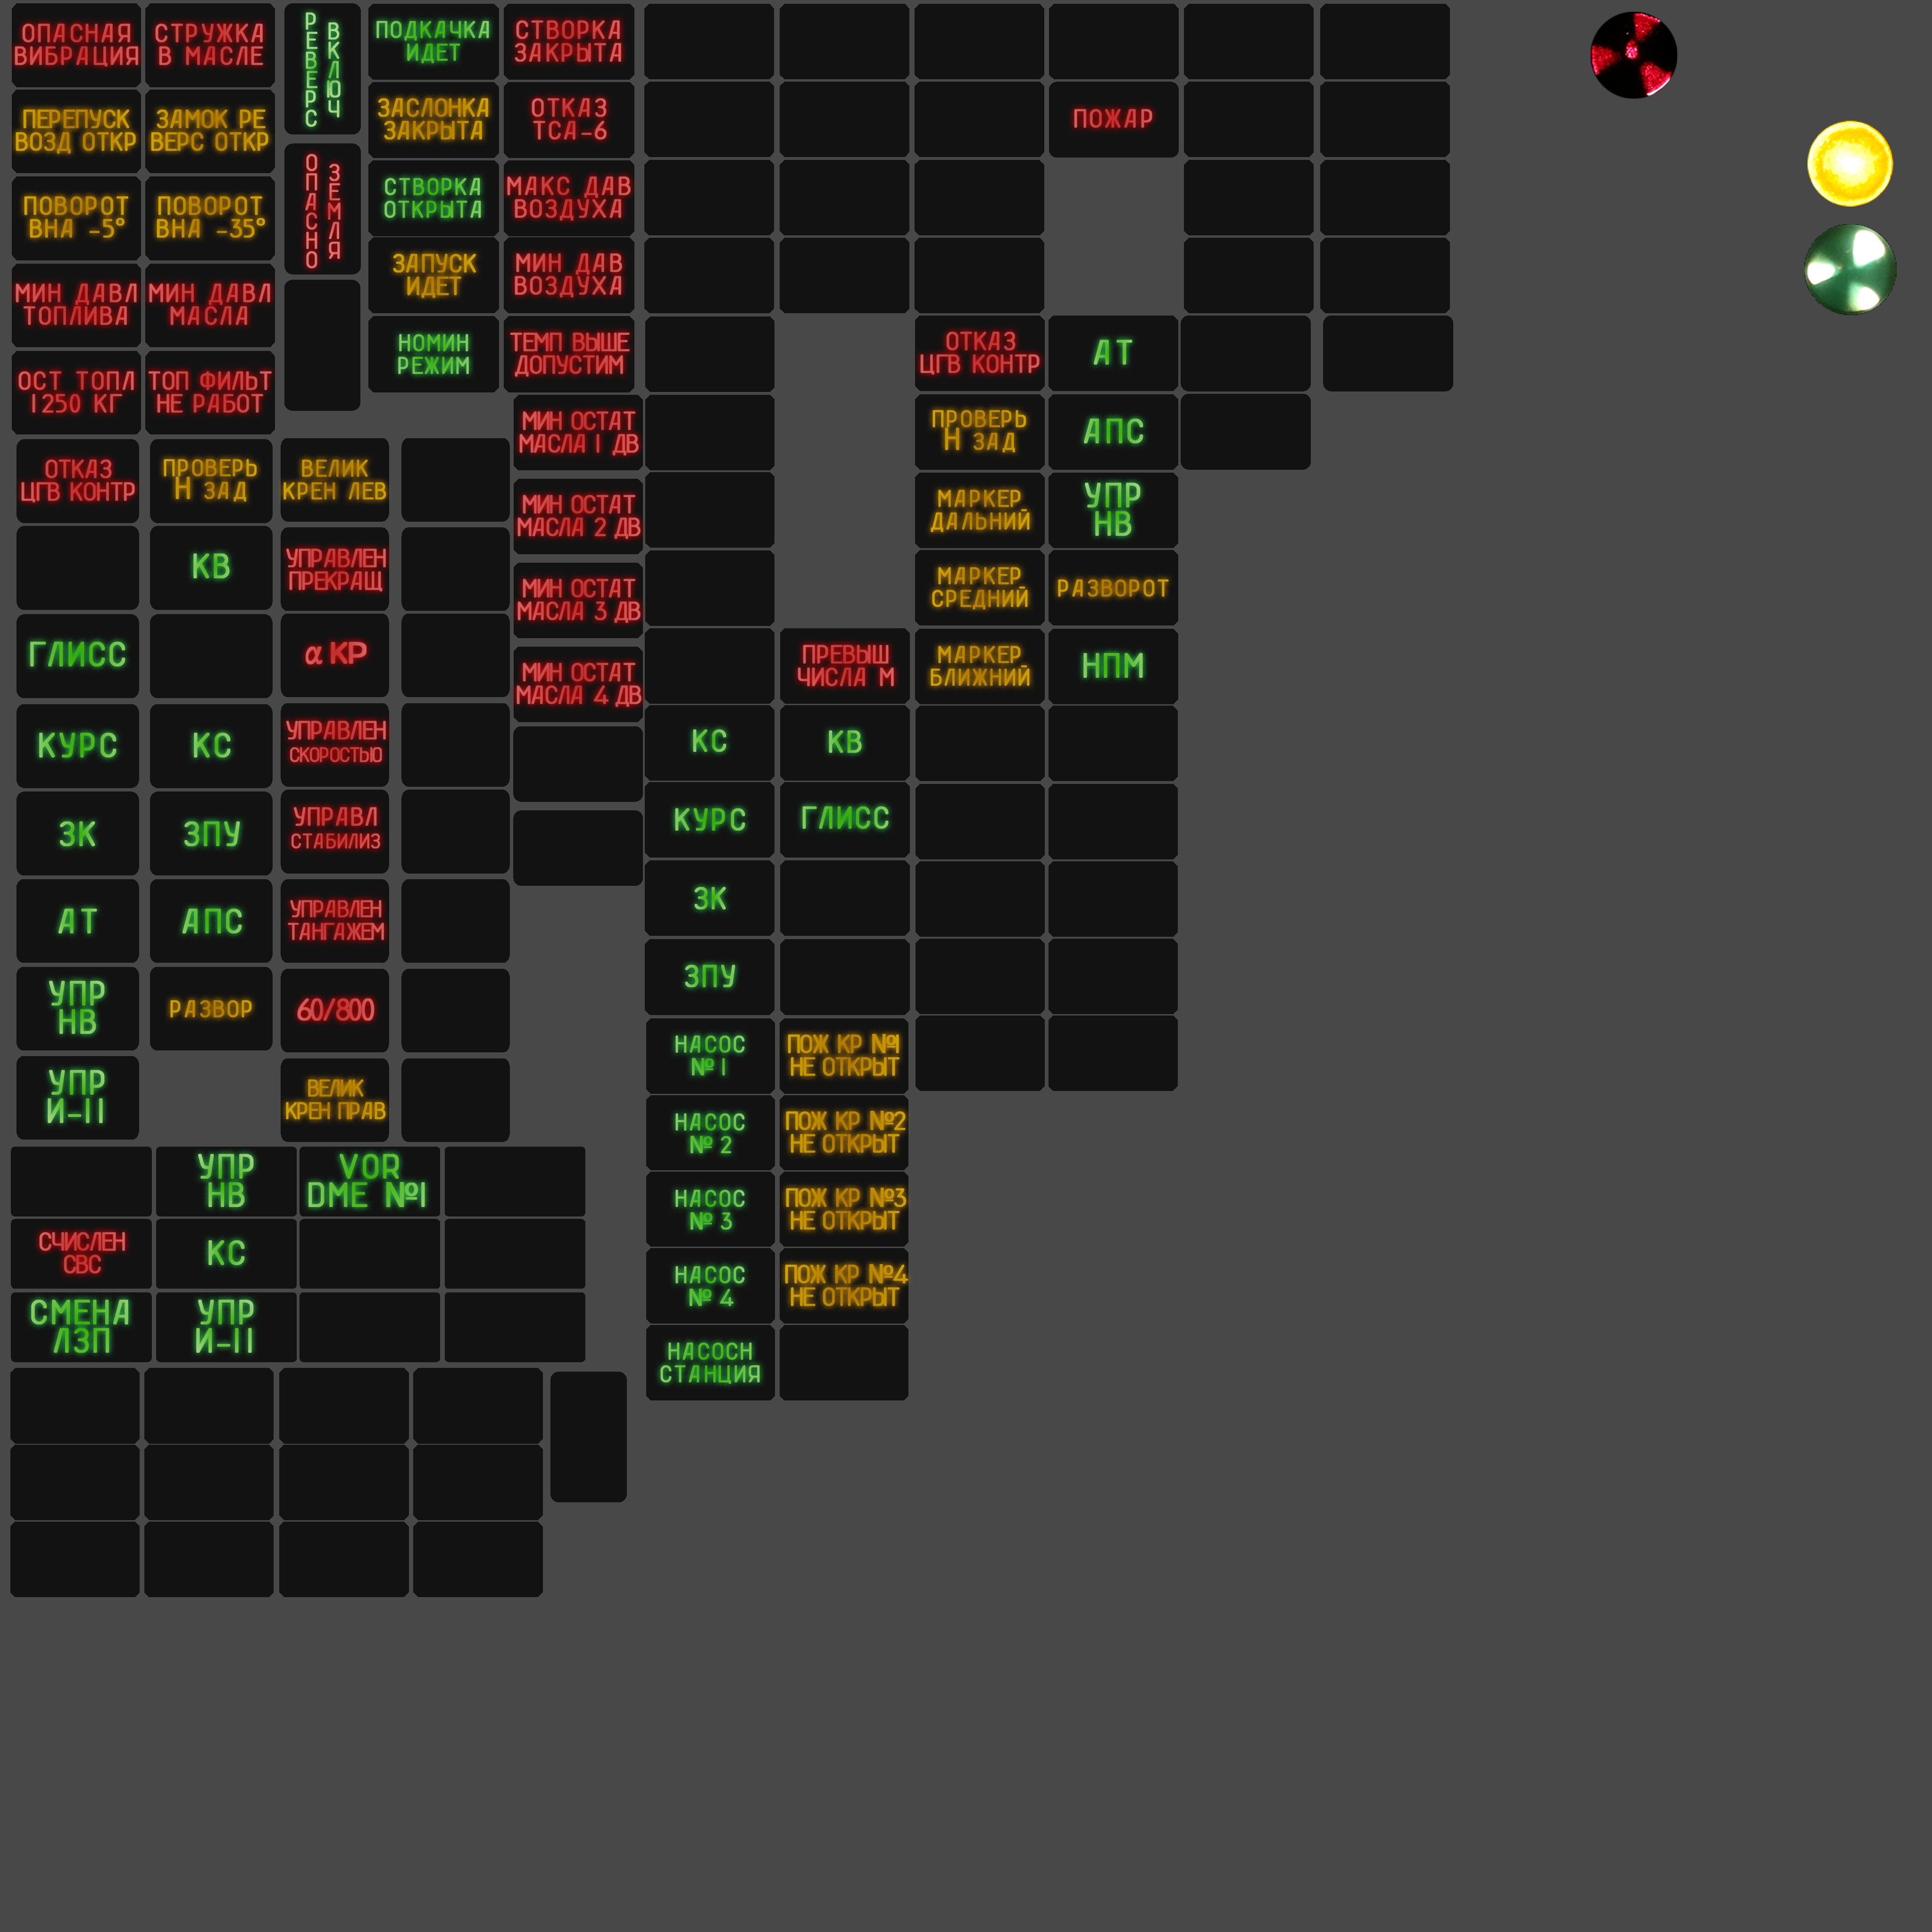 ОПАСНАЯ
ВИБРАЦИЯ
СТРУЖКА
В МАСЛЕ
РЕВЕРС
ВКЛЮЧ
ПОДКАЧКА
ИДЕТ
СТВОРКА
ЗАКРЫТА
ПЕРЕПУСК
ВОЗД ОТКР
ЗАМОК РЕ
ВЕРС ОТКР
ЗАСЛОНКА
ЗАКРЫТА
ОТКАЗ
ТСА-6
ПОЖАР
ОПАСНО
ЗЕМЛЯ
ПОВОРОТ
ВНА -5°
ПОВОРОТ
ВНА -35°
СТВОРКА
ОТКРЫТА
МАКС ДАВ
ВОЗДУХА
МИН ДАВЛ
ТОПЛИВА
МИН ДАВЛ
МАСЛА
ЗАПУСК
ИДЕТ
МИН ДАВ
ВОЗДУХА
ОСТ ТОПЛ
1250 КГ
ТОП ФИЛЬТ
НЕ РАБОТ
НОМИН
РЕЖИМ
ТЕМП ВЫШЕ
ДОПУСТИМ
ОТКАЗ
ЦГВ КОНТР
АТ
МИН ОСТАТ
МАСЛА 1 ДВ
ПРОВЕРЬ
Н ЗАД
АПС
ОТКАЗ
ЦГВ КОНТР
ПРОВЕРЬ
Н ЗАД
ВЕЛИК
КРЕН ЛЕВ
МИН ОСТАТ
МАСЛА 2 ДВ
МАРКЕР
ДАЛЬНИЙ
УПР
НВ
КВ
УПРАВЛЕН
ПРЕКРАЩ
МИН ОСТАТ
МАСЛА 3 ДВ
МАРКЕР
СРЕДНИЙ
РАЗВОРОТ
ГЛИСС
α КР
МИН ОСТАТ
МАСЛА 4 ДВ
ПРЕВЫШ
ЧИСЛА М
МАРКЕР
БЛИЖНИЙ
НПМ
КУРС
КС
УПРАВЛЕН
СКОРОСТЬЮ
КС
КВ
ЗК
ЗПУ
УПРАВЛ
СТАБИЛИЗ
КУРС
ГЛИСС
АТ
АПС
УПРАВЛЕН
ТАНГАЖЕМ
ЗК
УПР
НВ
РАЗВОР
60/800
ЗПУ
УПР
И-11
ВЕЛИК
КРЕН ПРАВ
НАСОС
№ 1
ПОЖ КР №1
НЕ ОТКРЫТ
НАСОС
№ 2
ПОЖ КР №2
НЕ ОТКРЫТ
УПР
НВ
VOR
DME №1
НАСОС
№ 3
ПОЖ КР №3
НЕ ОТКРЫТ
СЧИСЛЕН
СВС
КС
НАСОС
№ 4
ПОЖ КР №4
НЕ ОТКРЫТ
СМЕНА
ЛЗП
УПР
И-11
НАСОСН
СТАНЦИЯ